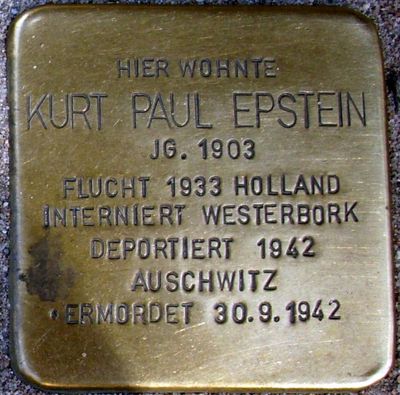 HIER WOHNTE
KURT PAUL EPSTEIN
JG. 1903
FLUCHT 1933 HOLLAND
INTERNIERT WESTERBORK
DEPORTIERT 1942
AUSCHWITZ
ERMORDET 30.9.1942